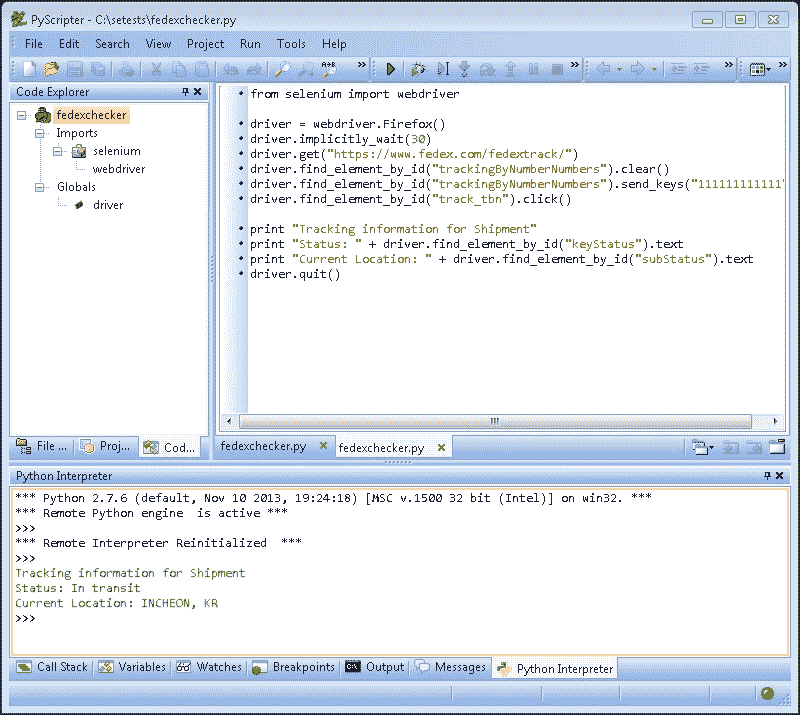 PyScripter - C:\setests\fedexchecker.py
File Edit Search View Project Run Tools Help
Code Explorer
fedexchecker
Imports
selenium
webdriver
Globals
driver
from selenium import webdriver
driver = webdriver.Firefox()
driver.implicitly_wait(30)
driver.get("https://www.fedex.com/fedextrack/")
driver.find_element_by_id("trackingByNumberNumbers").clear()
driver.find_element_by_id("trackingByNumberNumbers").send_keys("111111111111"
driver.find_element_by_id("track_tbn").click()
print "Tracking information for Shipment"
print "Status: " + driver.find_element_by_id("keyStatus").text
print "Current Location: " + driver.find_element_by_id("subStatus").text
driver.quit()
File ... Proj... Cod...
fedexchecker.py fedexchecker.py
Python Interpreter
*** Python 2.7.6 (default, Nov 10 2013, 19:24:18) [MSC v.1500 32 bit (Intel)] on win32. ***
*** Remote Python engine  is active ***
>>>
*** Remote Interpreter Reinitialized  ***
>>>
Tracking information for Shipment
Status: In transit
Current Location: INCHEON, KR
>>>
Call Stack Variables Watches Breakpoints Output Messages Python Interpreter